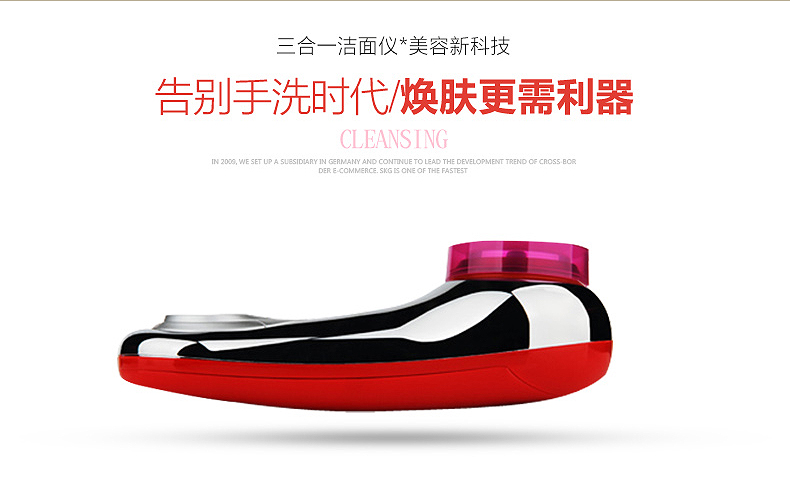 三合一洁面仪*美容新科技
告别手洗时代/焕肤更需利器
CLEANSING
IN 2009, WE SET UP A SUBSIDIARY IN GERMANY AND CONTINUE TO LEAD THE DEVELOPMENT TREND OF CROSS-BOR
DER E-COMMERCE. SKG IS ONE OF THE FASTEST